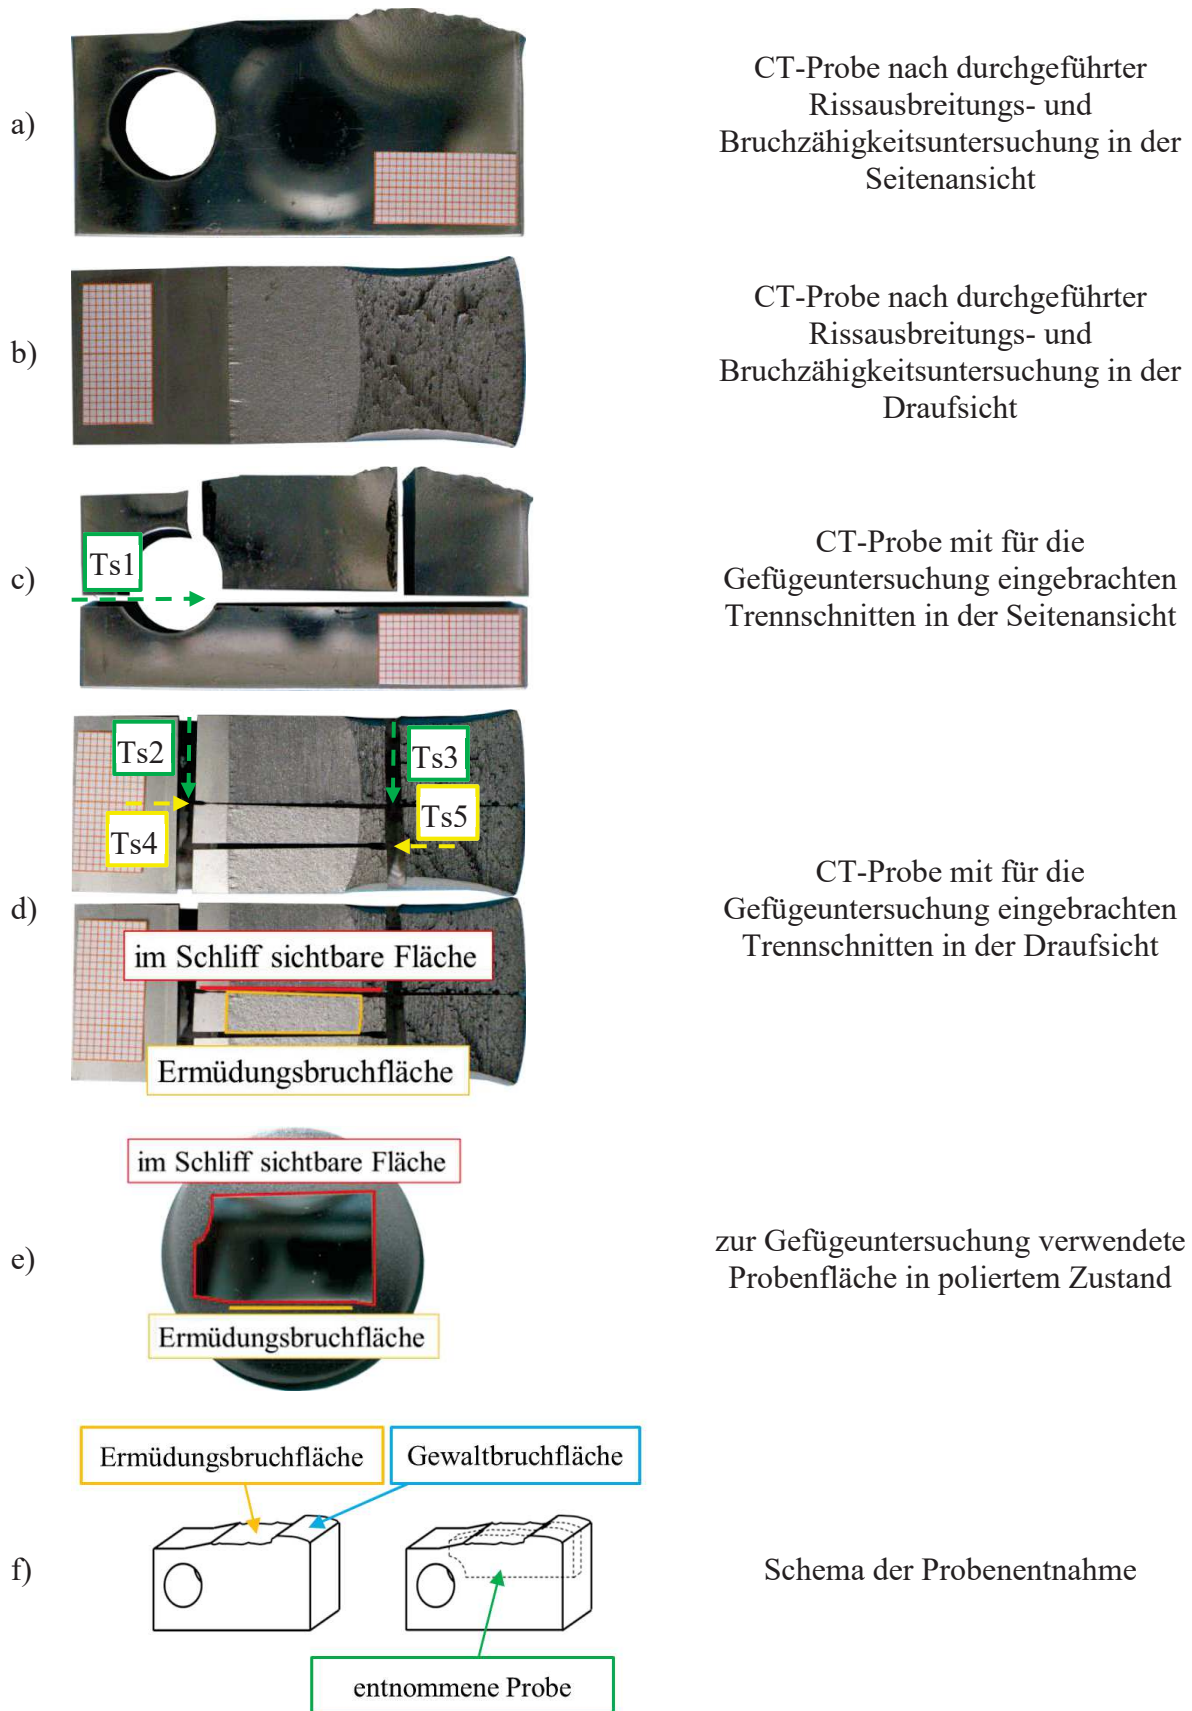 a)
CT-Probe nach durchgeführter
Rissausbreitungs- und
Bruchzähigkeitsuntersuchung in der
Seitenansicht
b)
CT-Probe nach durchgeführter
Rissausbreitungs- und
Bruchzähigkeitsuntersuchung in der
Draufsicht
c)
Ts1
CT-Probe mit für die
Gefügeuntersuchung eingebrachten
Trennschnitten in der Seitenansicht
d)
Ts2
Ts3
Ts4
Ts5
im Schliff sichtbare Fläche
Ermüdungsbruchfläche
CT-Probe mit für die
Gefügeuntersuchung eingebrachten
Trennschnitten in der Draufsicht
e)
im Schliff sichtbare Fläche
Ermüdungsbruchfläche
zur Gefügeuntersuchung verwendete
Probenfläche in poliertem Zustand
f)
Ermüdungsbruchfläche
Gewaltbruchfläche
entnommene Probe
Schema der Probenentnahme